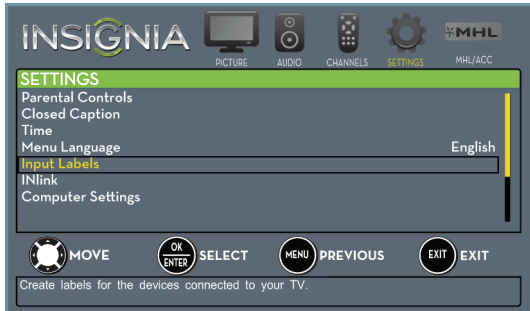 INSIGNIA
PICTURE AUDIO CHANNELS SETTINGS MHL/ACC
MHL
SETTINGS
Parental Controls
Closed Caption
Time
Menu Language English
Input Labels
INlink
Computer Settings
MOVE OK ENTER SELECT MENU PREVIOUS EXIT EXIT
Create labels for the devices connected to your TV.